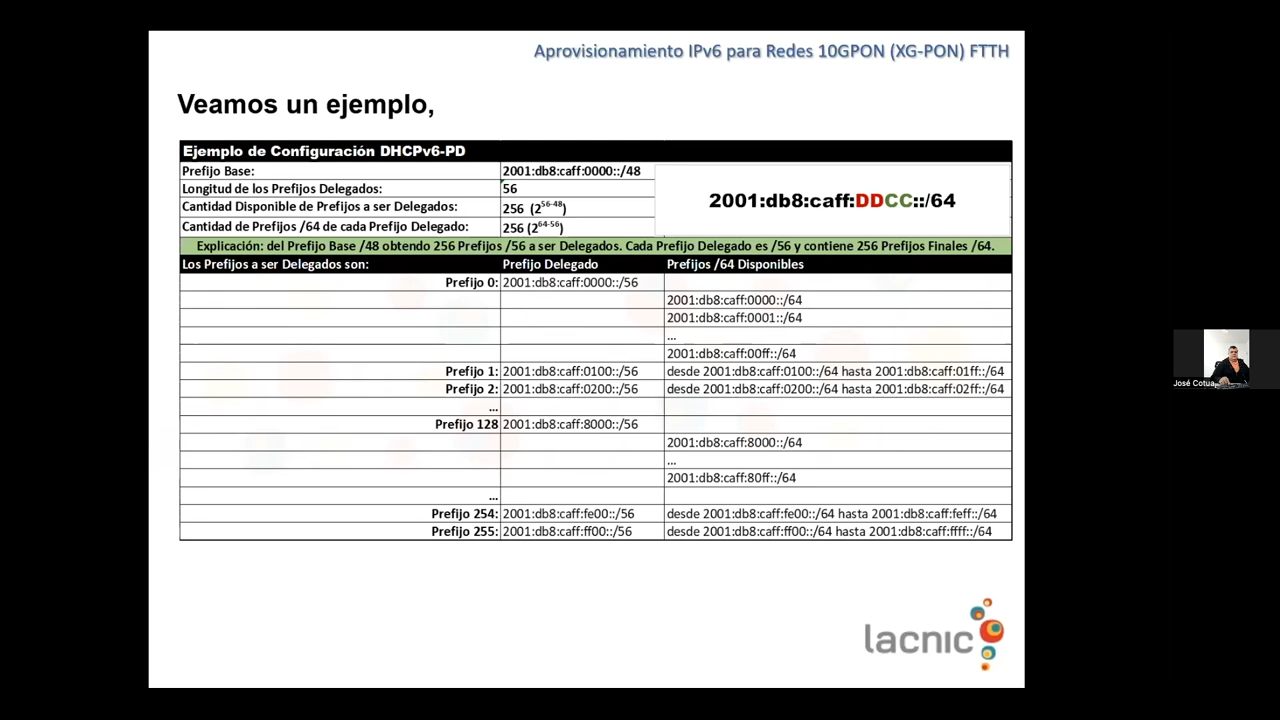 Aprovisionamiento IPv6 para Redes 10GPON (XG-PON) FTTH
Veamos un ejemplo,
Ejemplo de Configuración DHCPv6-PD
Prefijo Base: 2001:db8:caff:0000::/48
Longitud de los Prefijos Delegados: 56
Cantidad Disponible de Prefijos a ser Delegados: 256 (2^56-48)
Cantidad de Prefijos /64 de cada Prefijo Delegado: 256 (2^64-56)
2001:db8:caff:DDCC::/64
Explicación: del Prefijo Base /48 obtendo 256 Prefijos /56 a ser Delegados. Cada Prefijo Delegado es /56 y contiene 256 Prefijos Finales /64.
Los Prefijos a ser Delegados son: Prefijo Delegado Prefijos /64 Disponibles
Prefijo 0: 2001:db8:caff:0000::/56
2001:db8:caff:0000::/64
2001:db8:caff:0001::/64
...
2001:db8:caff:00ff::/64
Prefijo 1: 2001:db8:caff:0100::/56 desde 2001:db8:caff:0100::/64 hasta 2001:db8:caff:01ff::/64
Prefijo 2: 2001:db8:caff:0200::/56 desde 2001:db8:caff:0200::/64 hasta 2001:db8:caff:02ff::/64
...
Prefijo 128 2001:db8:caff:8000::/56
2001:db8:caff:8000::/64
...
2001:db8:caff:80ff::/64
...
Prefijo 254: 2001:db8:caff:fe00::/56 desde 2001:db8:caff:fe00::/64 hasta 2001:db8:caff:feff::/64
Prefijo 255: 2001:db8:caff:ff00::/56 desde 2001:db8:caff:ff00::/64 hasta 2001:db8:caff:ffff::/64
lacnic
José